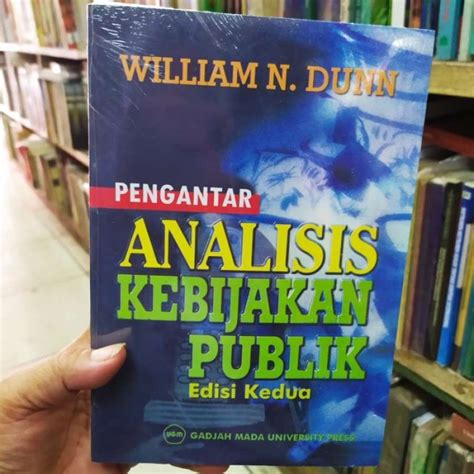 WILLIAM N. DUNN
PENGANTAR
ANALISIS
KEBIJAKAN
PUBLIK
Edisi Kedua
GADJAH MADA UNIVERSITY PRESS